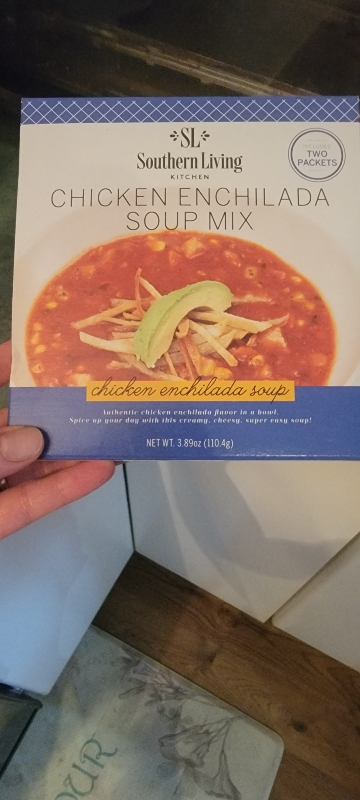 SL
Southern Living
KITCHEN
INCLUDES
TWO
PACKETS
CHICKEN ENCHILADA
SOUP MIX
chicken enchilada soup
Authentic chicken enchilada flavor in a bowl.
Spice up your day with this creamy, cheesy, super easy soup!
NET WT. 3.89oz (110.4g)
OUR